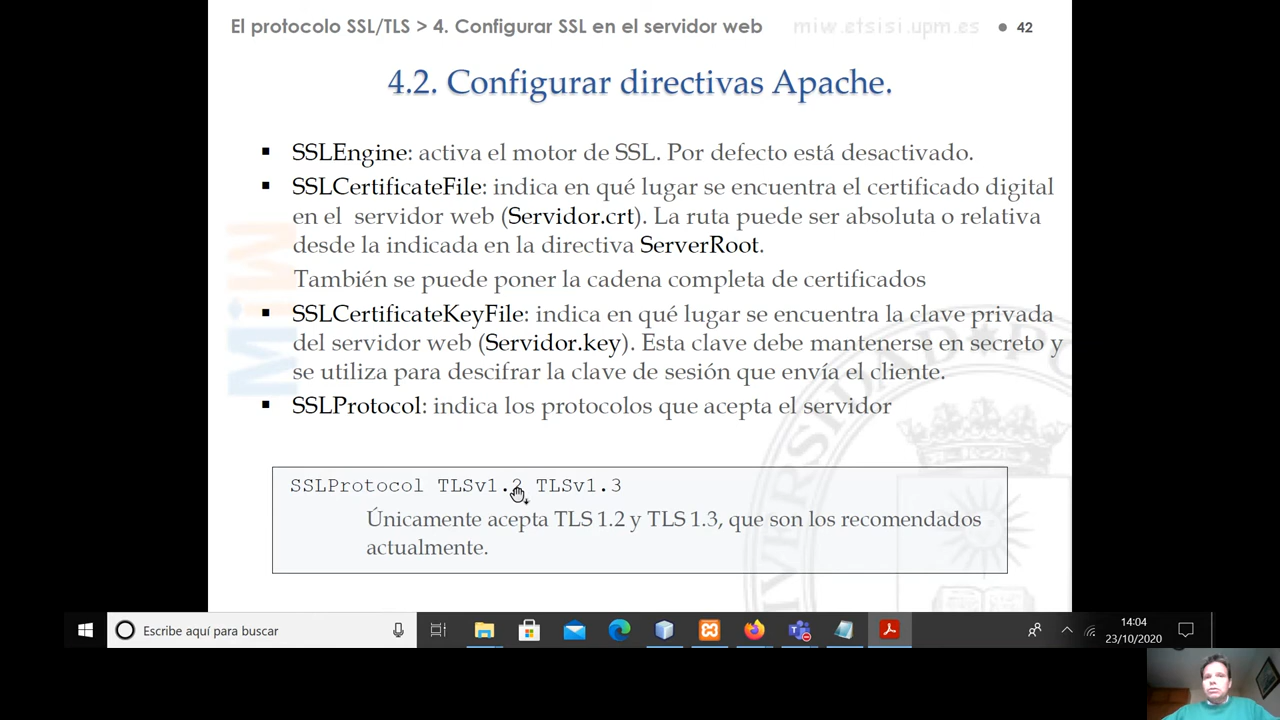 El protocolo SSL/TLS > 4. Configurar SSL en el servidor web miw.etsisi.upm.es ● 42
4.2. Configurar directivas Apache.
▪ SSLEngine: activa el motor de SSL. Por defecto está desactivado.
▪ SSLCertificateFile: indica en qué lugar se encuentra el certificado digital
en el servidor web (Servidor.crt). La ruta puede ser absoluta o relativa
desde la indicada en la directiva ServerRoot.
También se puede poner la cadena completa de certificados
▪ SSLCertificateKeyFile: indica en qué lugar se encuentra la clave privada
del servidor web (Servidor.key). Esta clave debe mantenerse en secreto y
se utiliza para descifrar la clave de sesión que envía el cliente.
▪ SSLProtocol: indica los protocolos que acepta el servidor
SSLProtocol TLSv1.2 TLSv1.3
Únicamente acepta TLS 1.2 y TLS 1.3, que son los recomendados
actualmente.
MiW
Escribe aquí para buscar
14:04
23/10/2020